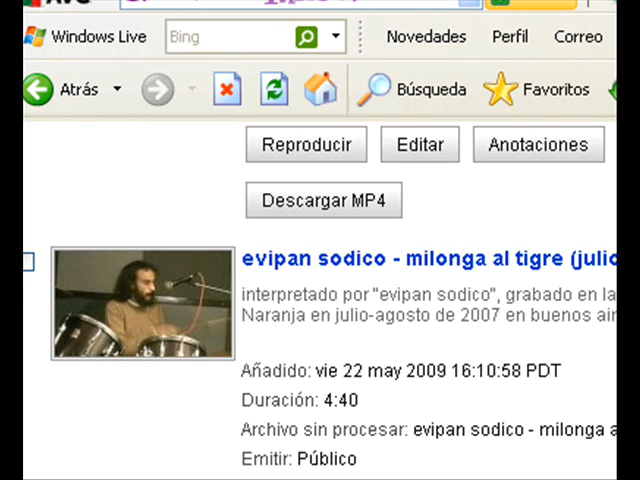 Windows Live Bing Novedades Perfil Correo
Atrás Búsqueda Favoritos
Reproducir Editar Anotaciones
Descargar MP4
evipan sodico - milonga al tigre (julio
interpretado por "evipan sodico", grabado en la
Naranja en julio-agosto de 2007 en buenos air
Añadido: vie 22 may 2009 16:10:58 PDT
Duración: 4:40
Archivo sin procesar: evipan sodico - milonga a
Emitir: Público